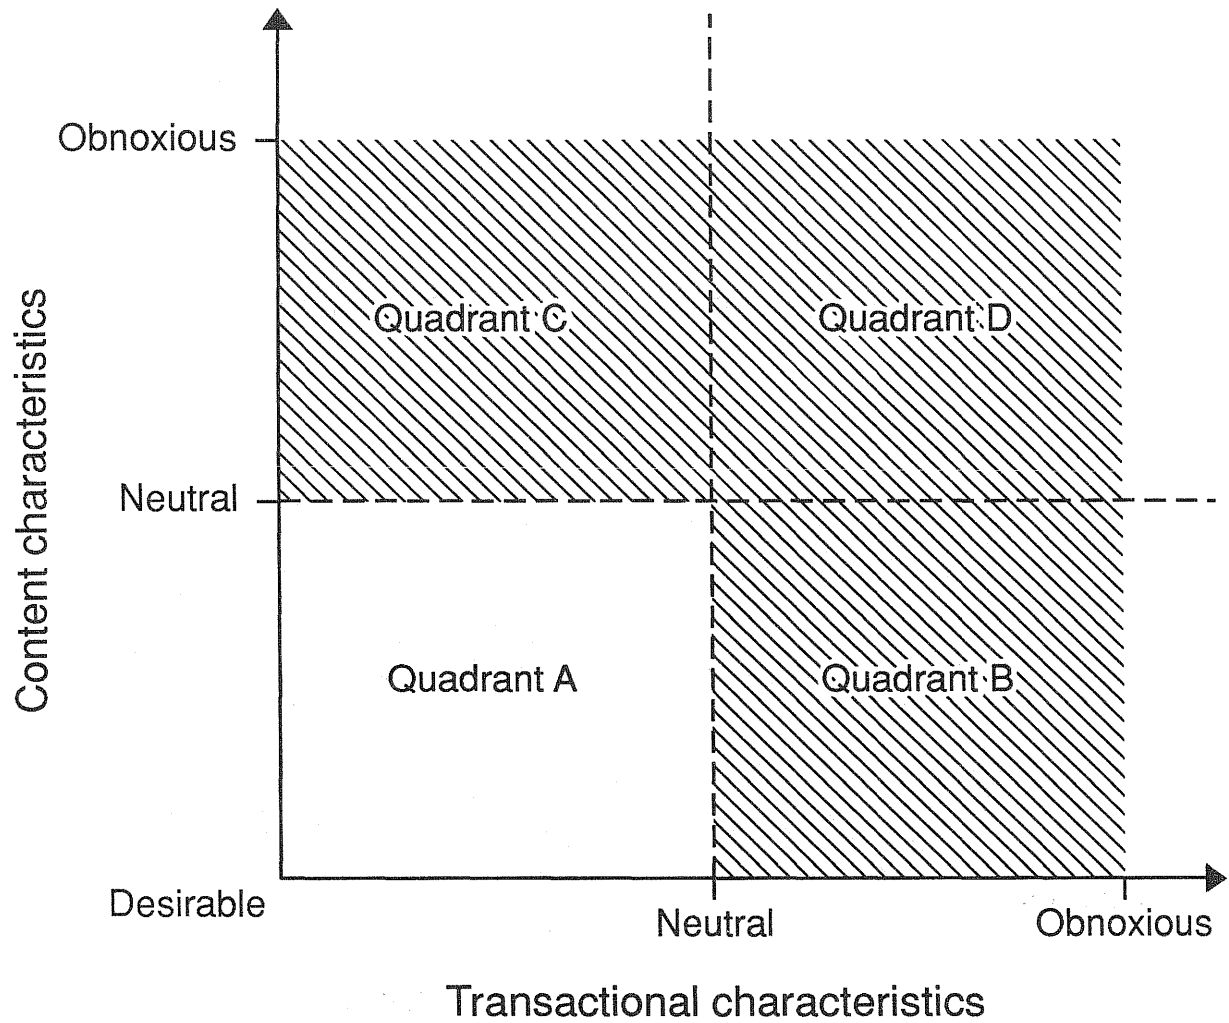 Obnoxious
Quadrant C
Quadrant D
Content characteristics
Neutral
Quadrant A
Quadrant B
Desirable
Neutral
Obnoxious
Transactional characteristics